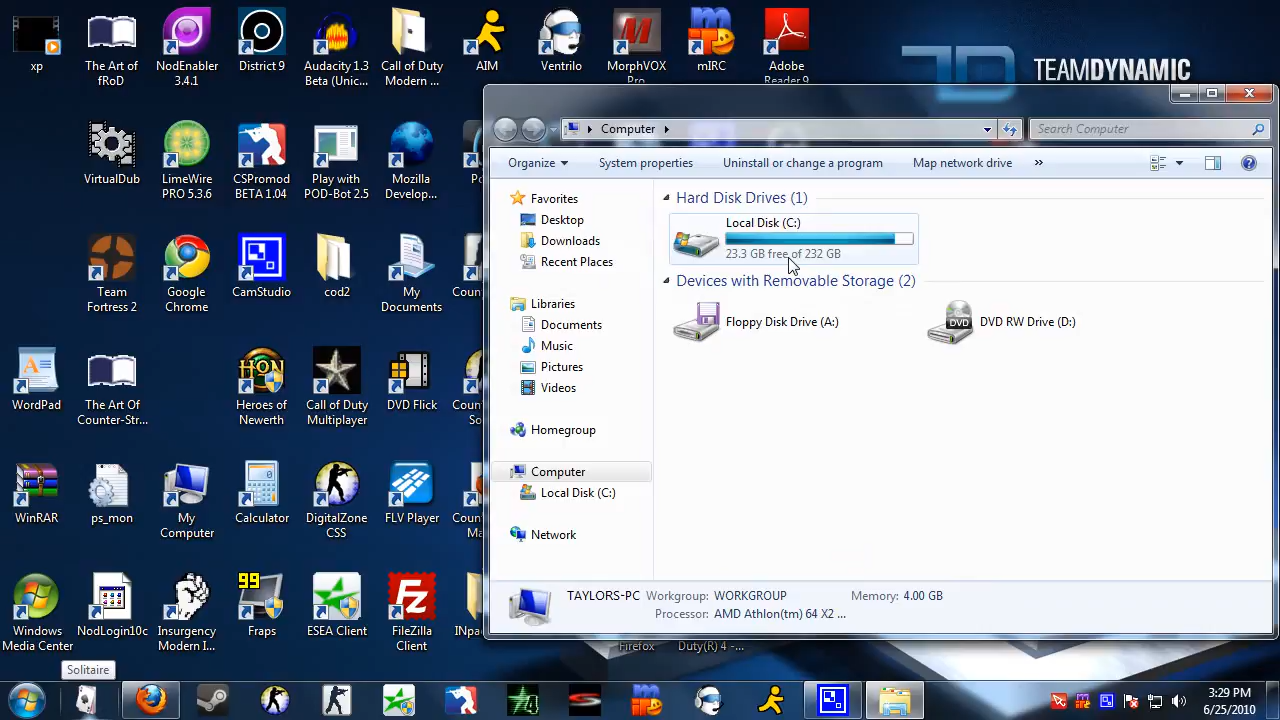 xp
The Art of
fRoD
NodEnabler
3.4.1
District 9
Audacity 1.3
Beta (Unic...
Call of Duty
Modern ...
AIM
Ventrilo
MorphVOX
Pro
mIRC
Adobe
Reader 9
TEAMDYNAMIC
VirtualDub
LimeWire
PRO 5.3.6
CSPromod
BETA 1.04
Play with
POD-Bot 2.5
Mozilla
Develop...
Team
Fortress 2
Google
Chrome
CamStudio
cod2
My
Documents
WordPad
The Art Of
Counter-Str...
Heroes of
Newerth
Call of Duty
Multiplayer
DVD Flick
WinRAR
ps_mon
My
Computer
Calculator
DigitalZone
CSS
FLV Player
Windows
Media Center
NodLogin10c
Insurgency
Modern I...
99
Fraps
ESEA Client
FileZilla
Client
Firefox
Duty(R) 4 -...
Computer
Search Computer
Organize
System properties
Uninstall or change a program
Map network drive
»
Favorites
Desktop
Downloads
Recent Places
Libraries
Documents
Music
Pictures
Videos
Homegroup
Computer
Local Disk (C:)
Network
Hard Disk Drives (1)
Local Disk (C:)
23.3 GB free of 232 GB
Devices with Removable Storage (2)
Floppy Disk Drive (A:)
DVD
DVD RW Drive (D:)
TAYLORS-PC
Workgroup: WORKGROUP
Memory: 4.00 GB
Processor: AMD Athlon(tm) 64 X2 ...
Solitaire
3:29 PM
6/25/2010